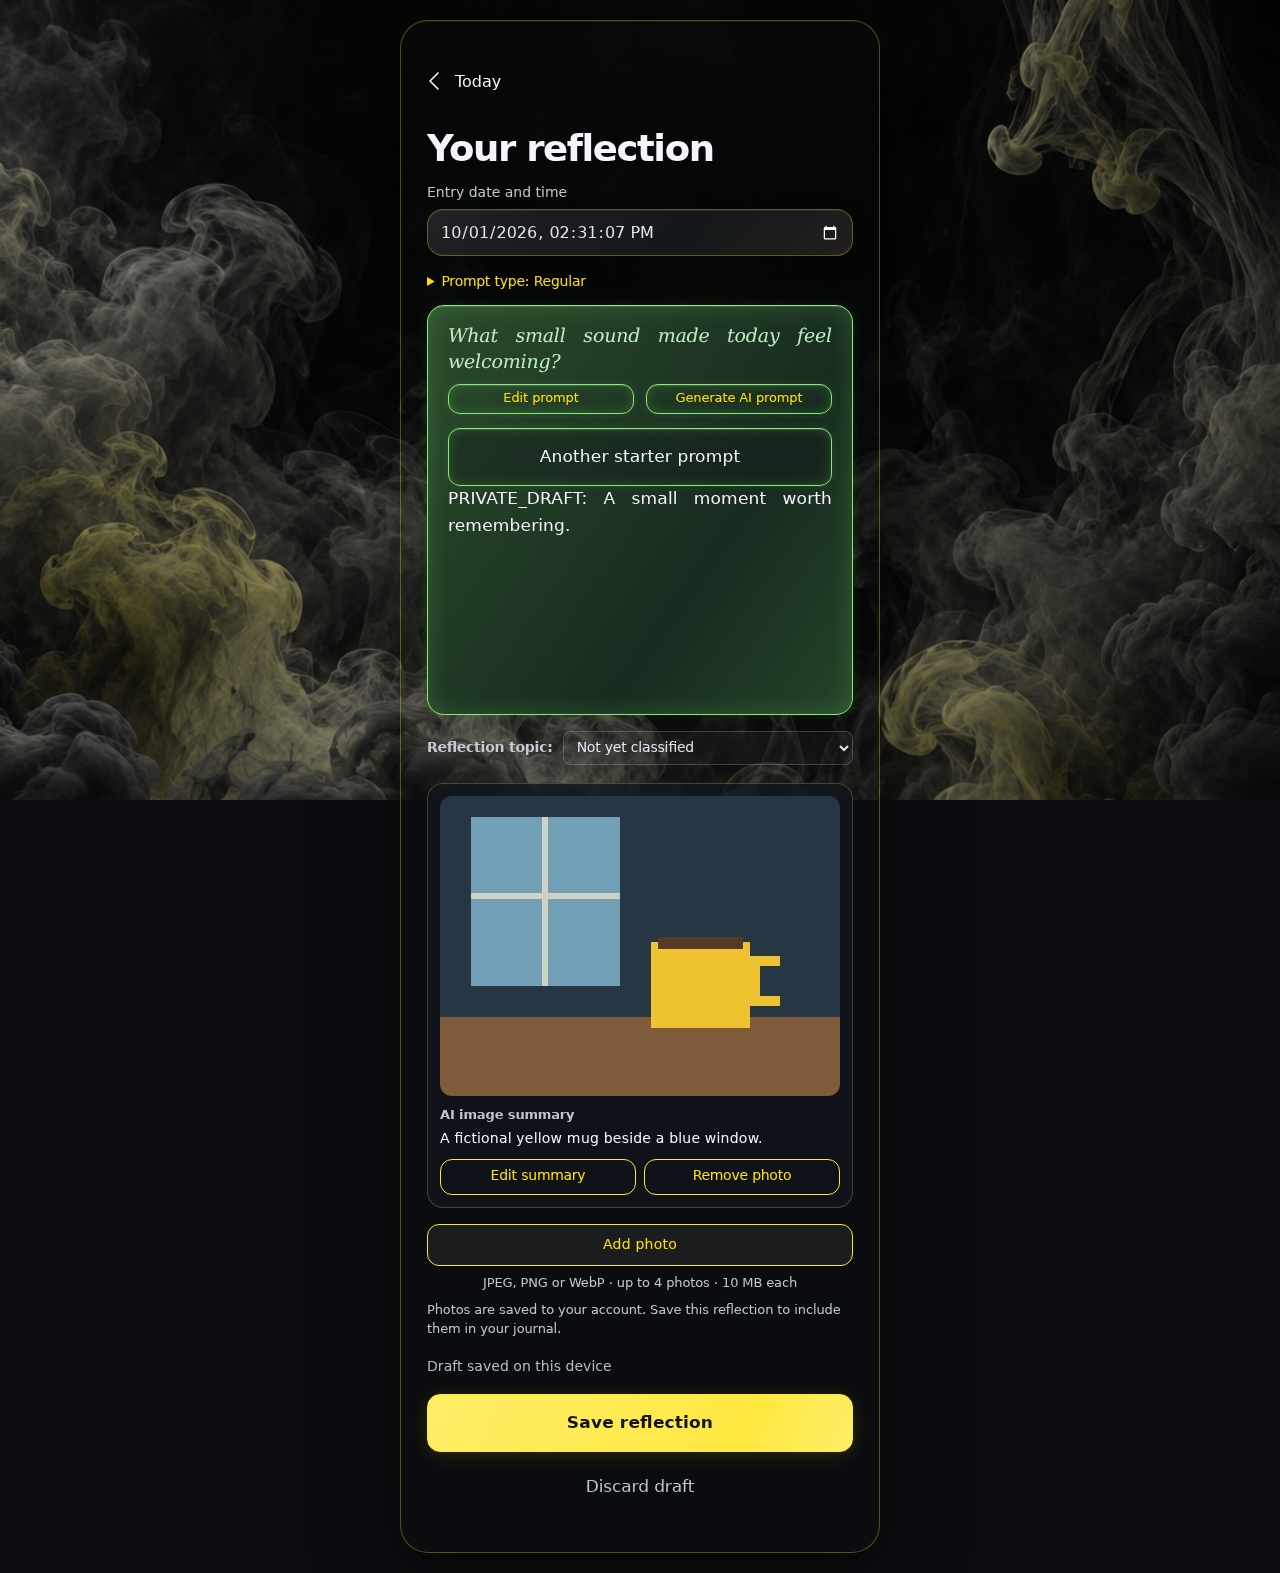 Today
Your reflection
Entry date and time
10/01/2026, 02:31:07 PM
Prompt type: Regular
What small sound made today feel
welcoming?
Edit prompt
Generate AI prompt
Another starter prompt
PRIVATE_DRAFT: A small moment worth
remembering.
Reflection topic:
Not yet classified
AI image summary
A fictional yellow mug beside a blue window.
Edit summary
Remove photo
Add photo
JPEG, PNG or WebP · up to 4 photos · 10 MB each
Photos are saved to your account. Save this reflection to include
them in your journal.
Draft saved on this device
Save reflection
Discard draft